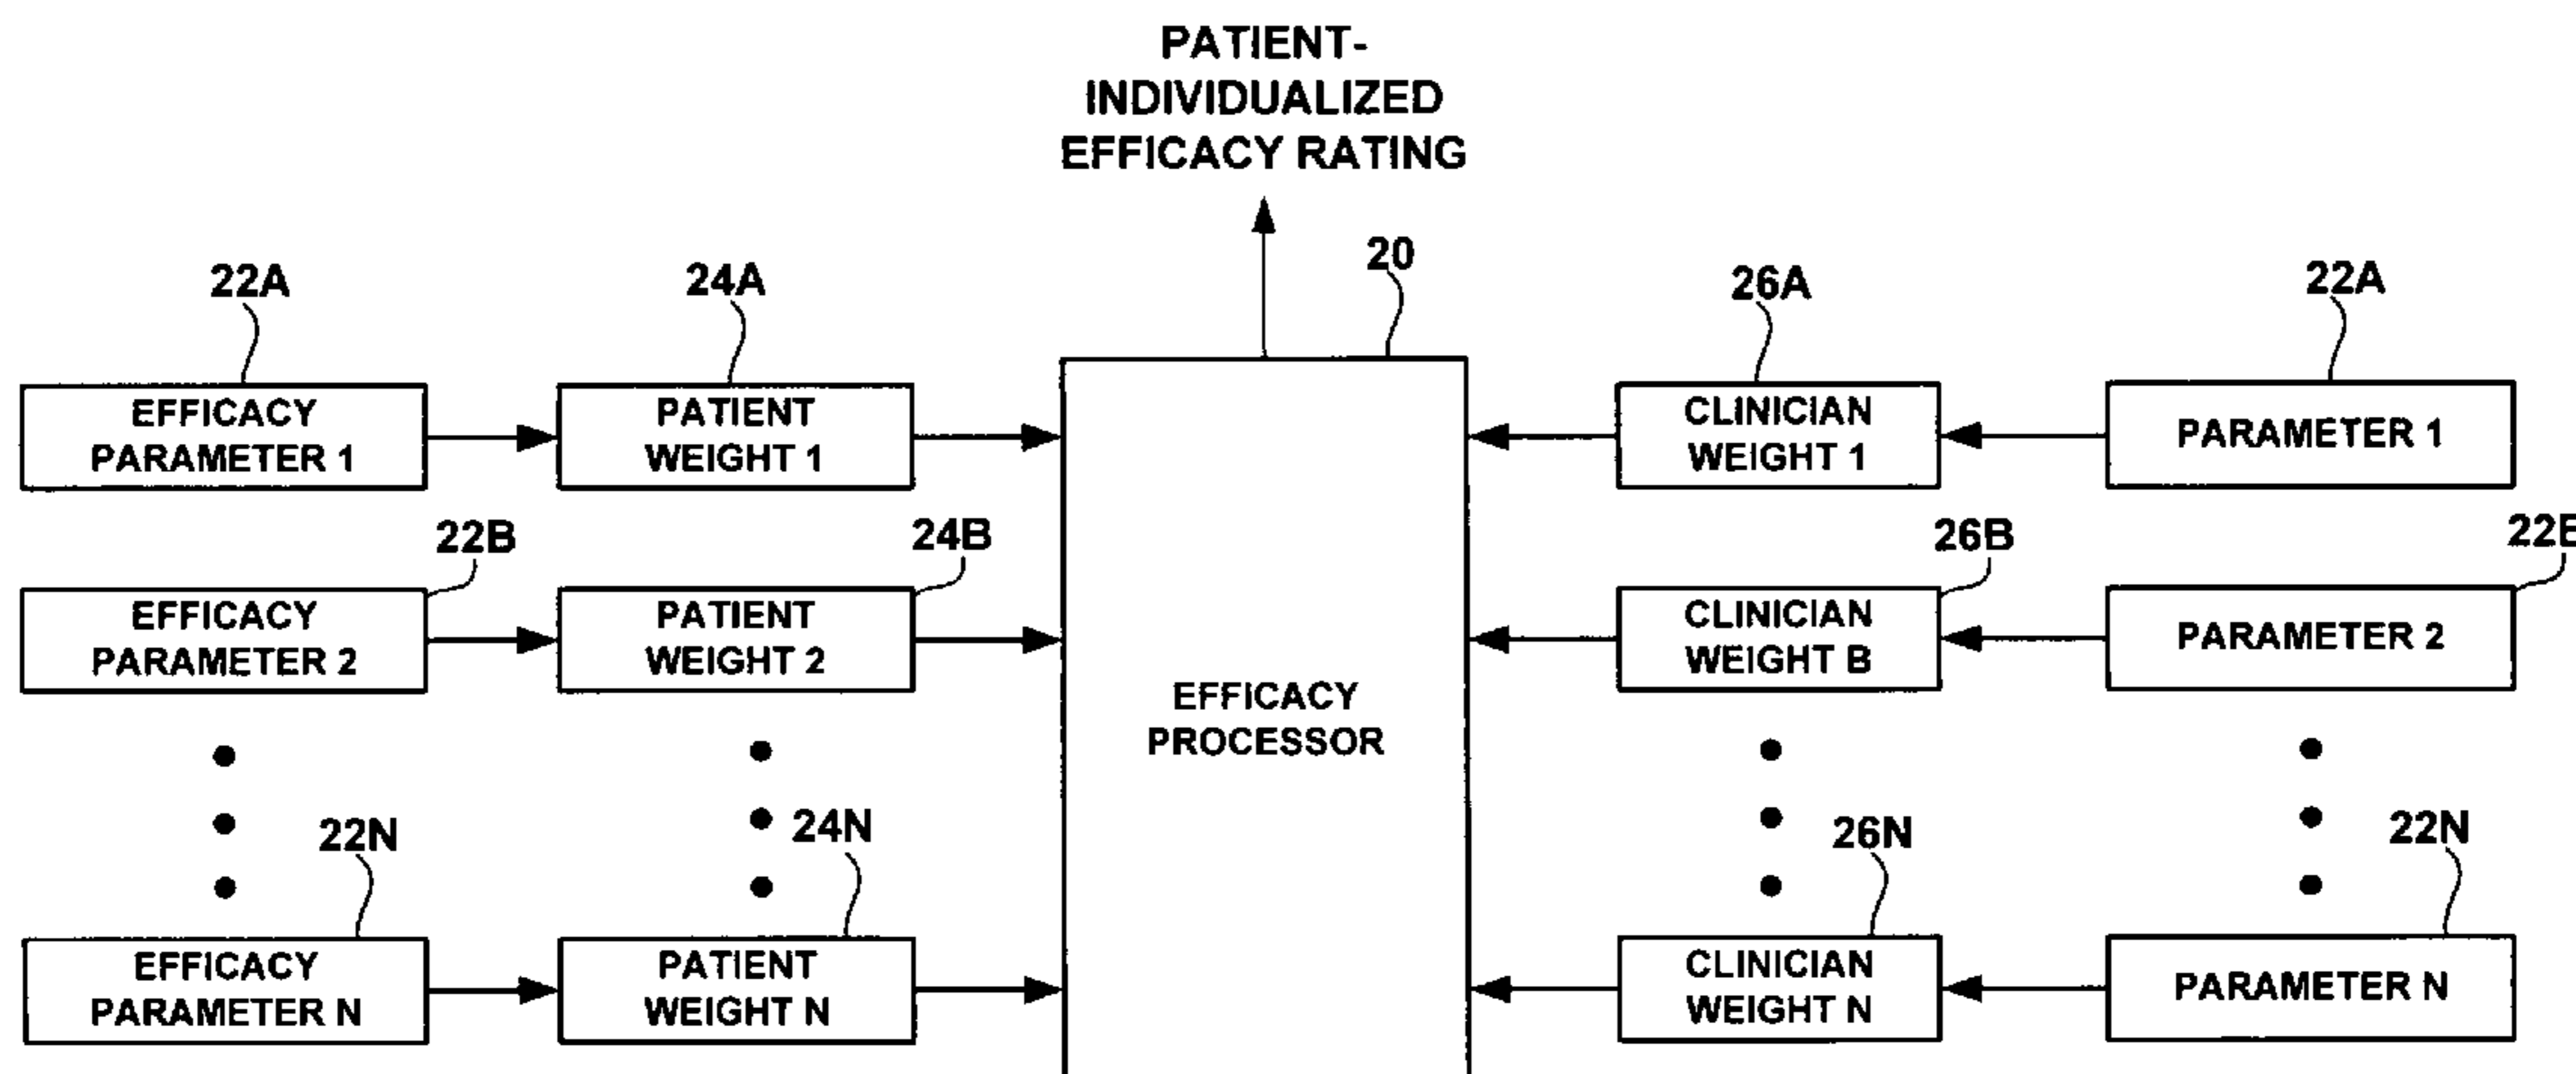 PATIENT-
INDIVIDUALIZED
EFFICACY RATING
20
22A
24A
26A
22A
EFFICACY
PARAMETER 1
PATIENT
WEIGHT 1
CLINICIAN
WEIGHT 1
PARAMETER 1
22B
24B
26B
EFFICACY
PARAMETER 2
PATIENT
WEIGHT 2
CLINICIAN
WEIGHT B
PARAMETER 2
EFFICACY
PROCESSOR
22N
24N
26N
22N
EFFICACY
PARAMETER N
PATIENT
WEIGHT N
CLINICIAN
WEIGHT N
PARAMETER N